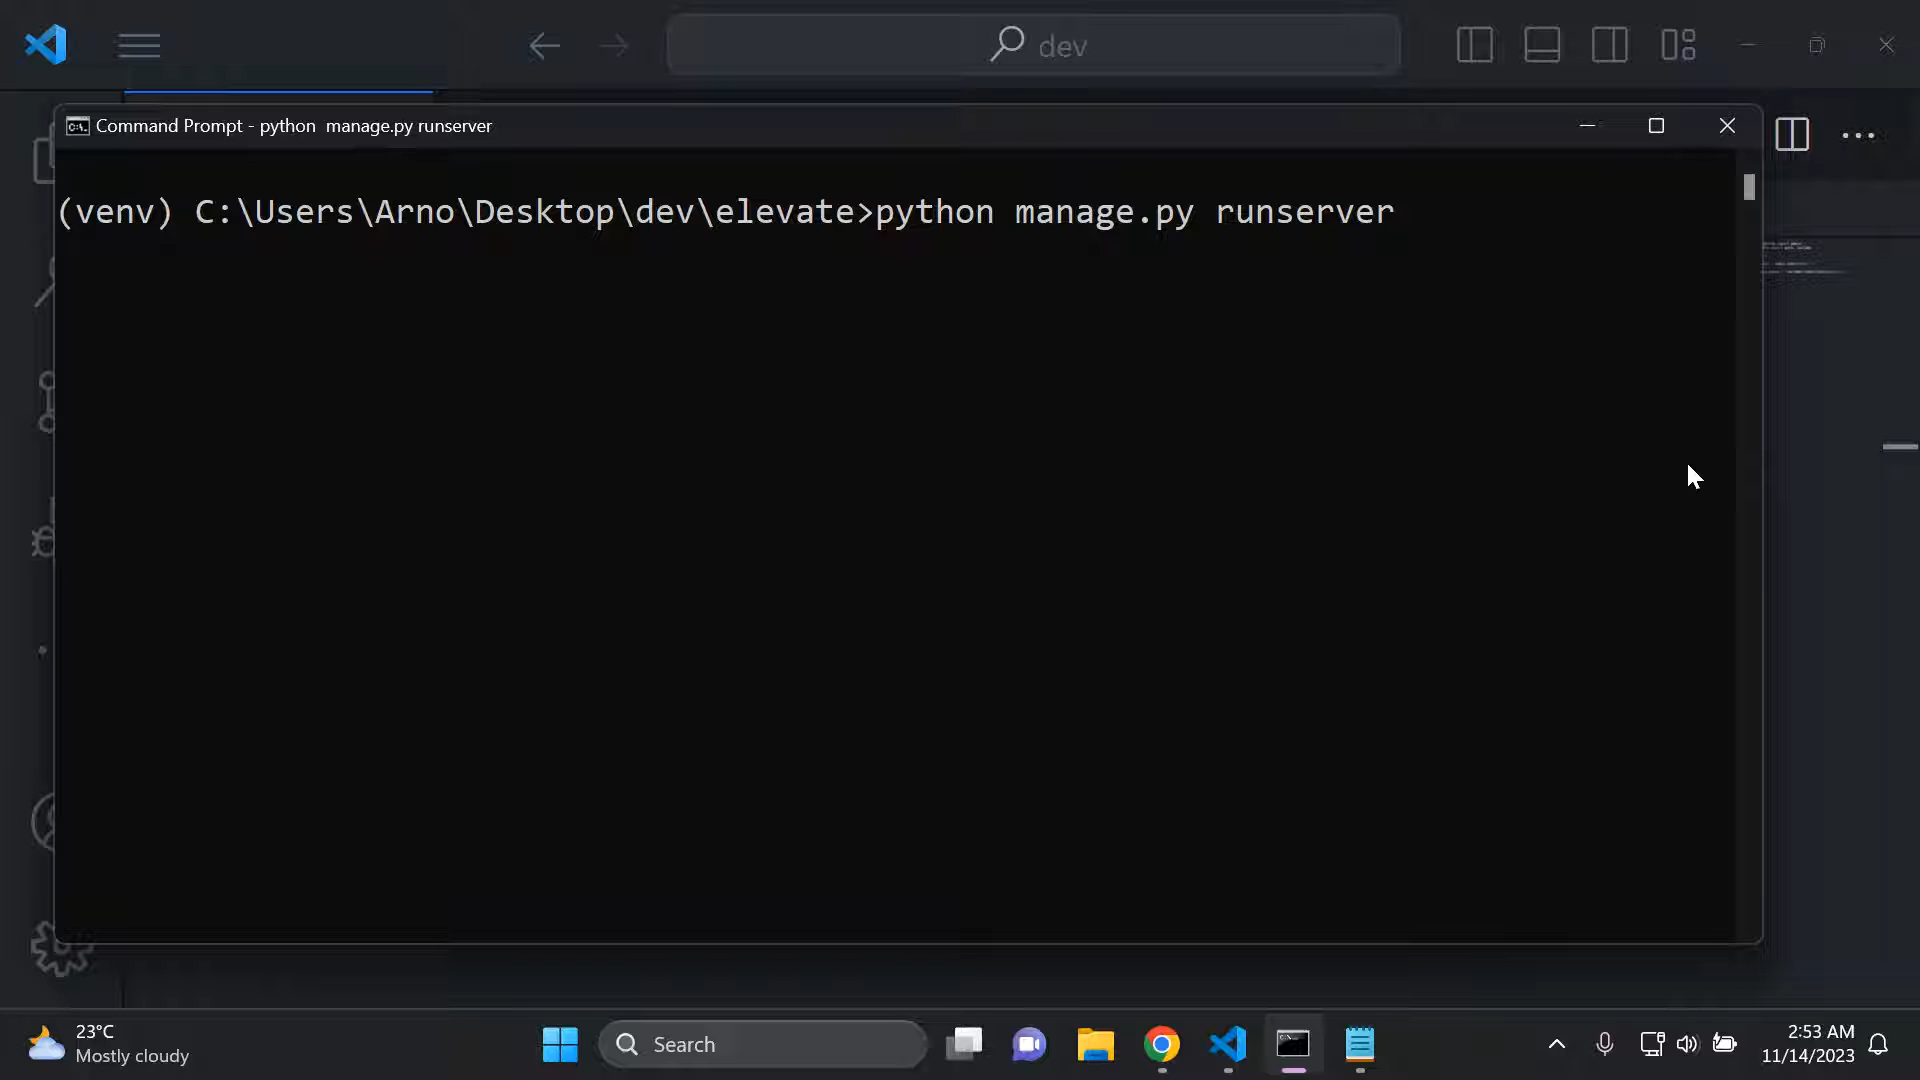 dev
Command Prompt - python  manage.py runserver
(venv) C:\Users\Arno\Desktop\dev\elevate>python manage.py runserver
23°C
Mostly cloudy
Search
2:53 AM
11/14/2023